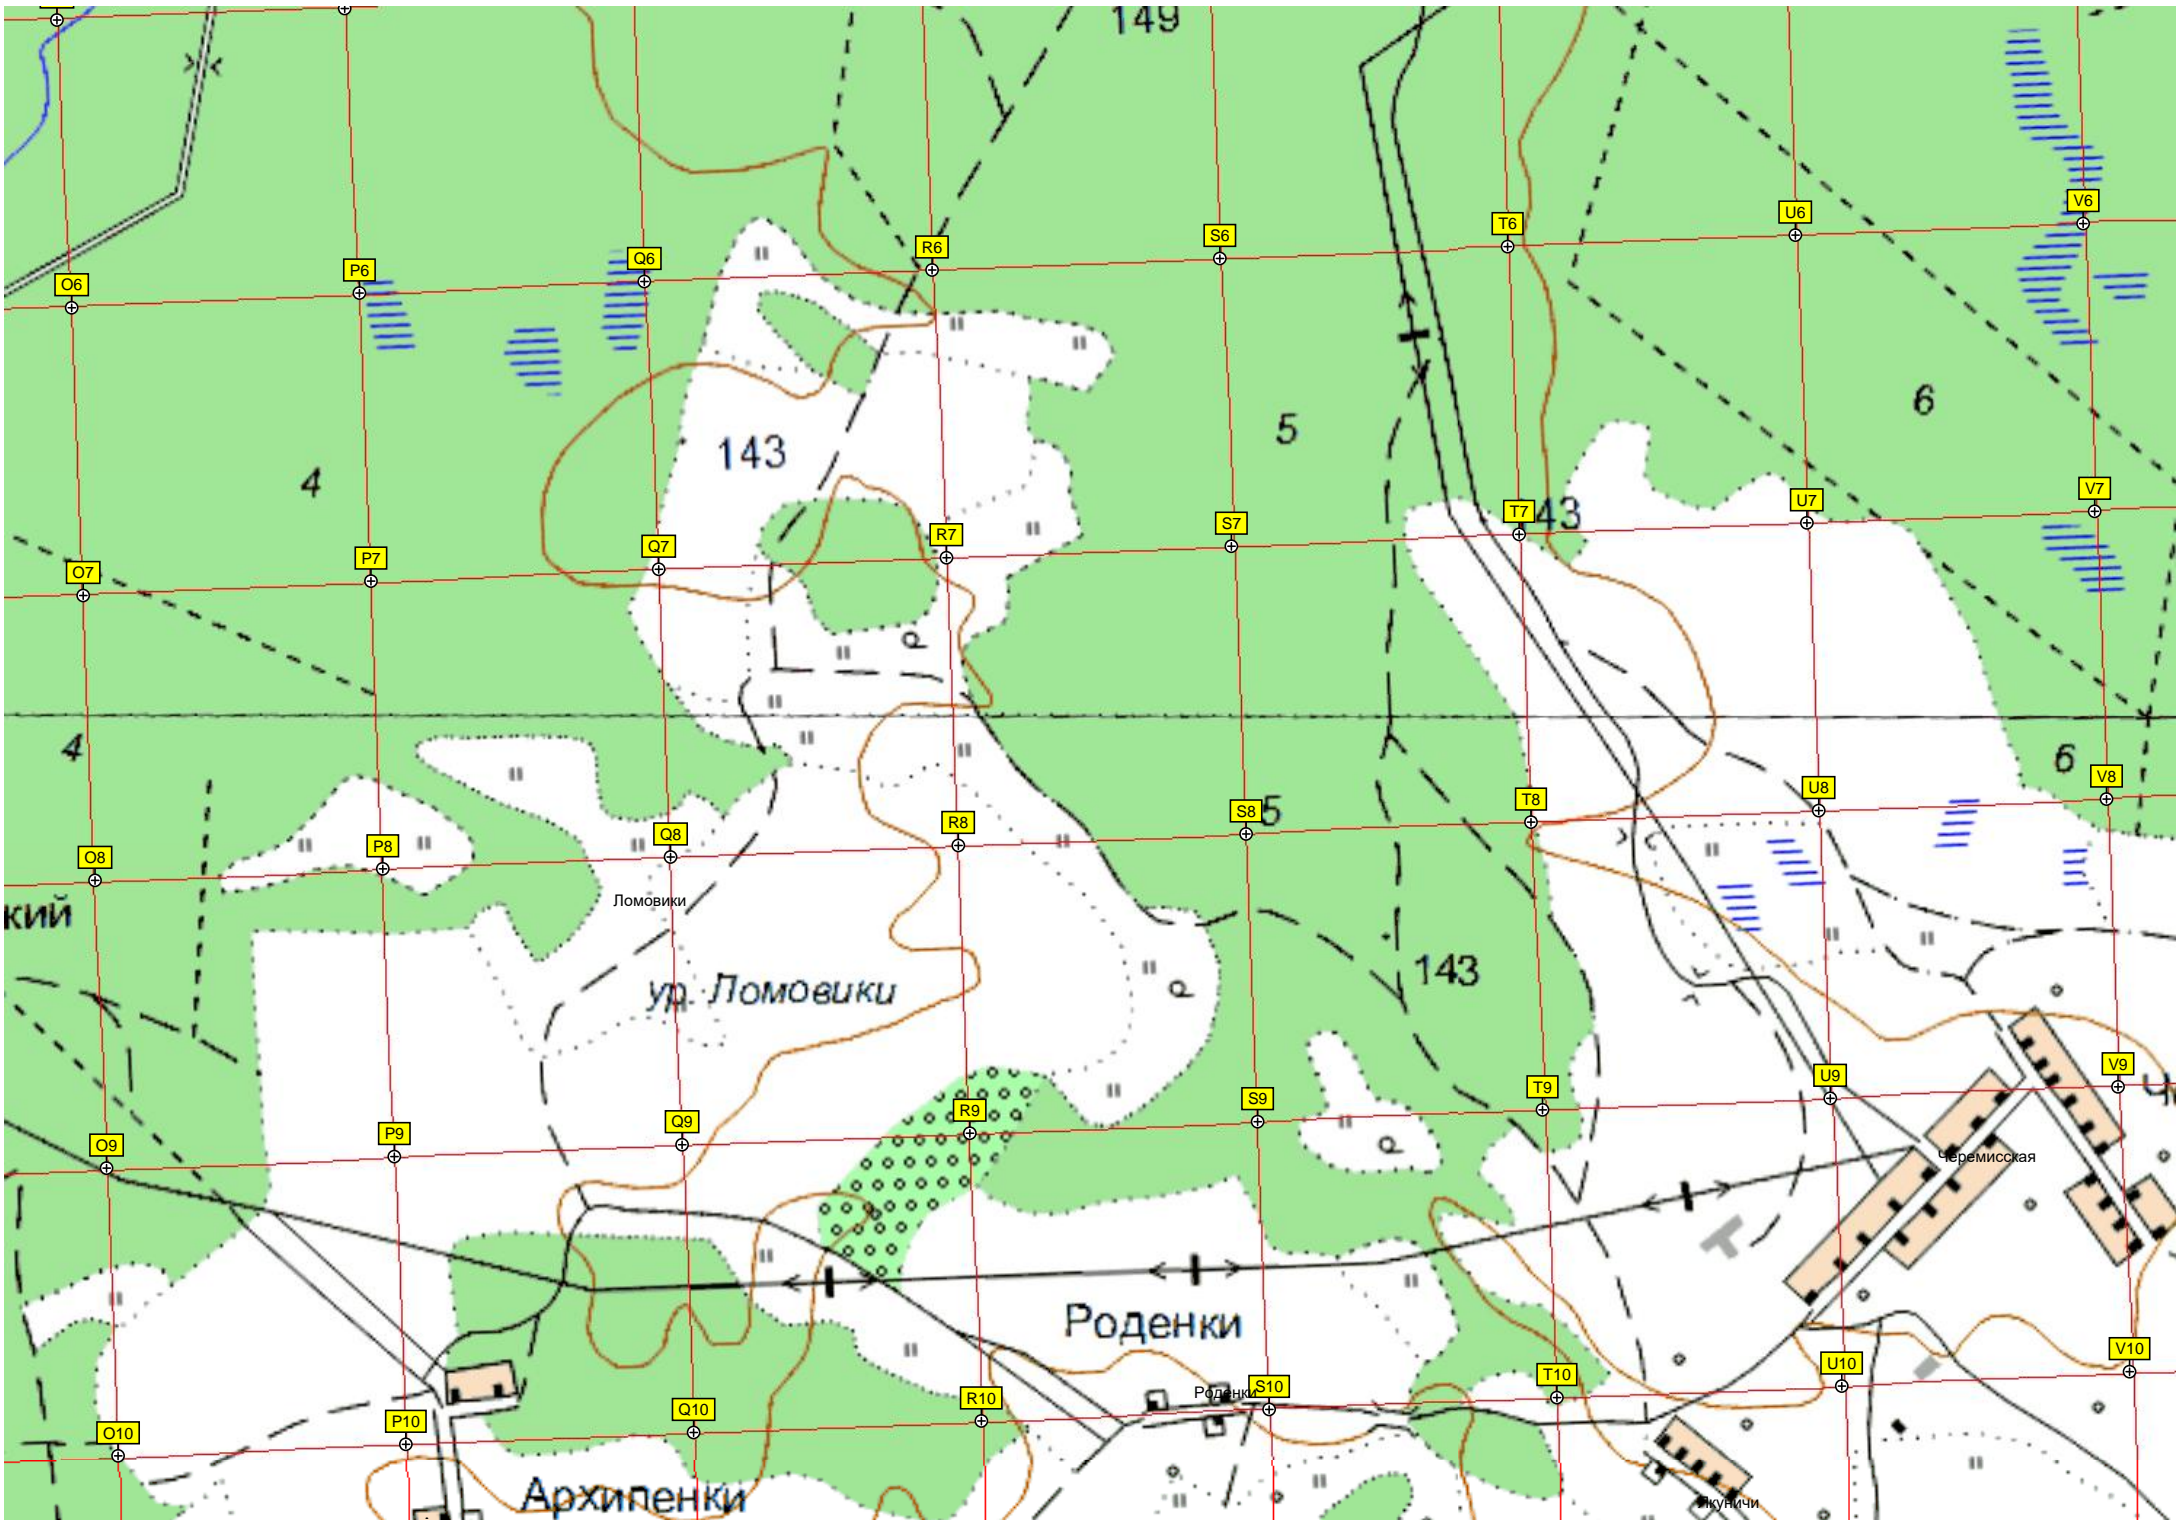 149
V6
U6
T6
S6
R6
Q6
P6
O6
6
5
143
4
V7
U7
T7
43
S7
R7
Q7
P7
O7
Р
4
6
V8
U8
T8
S8
5
R8
Q8
P8
O8
Ломовики
кий
143
ур. Ломовики
Р
V9
U9
T9
S9
R9
Q9
P9
O9
Р
Черемисская
Роденки
V10
U10
T10
S10
Роденки
R10
Q10
P10
O10
Архипенки
Якуничи